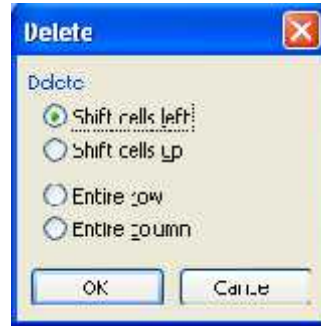 Delete
Delete
Shift cells left
Shift cells up
Entire row
Entire column
OK
Cancel